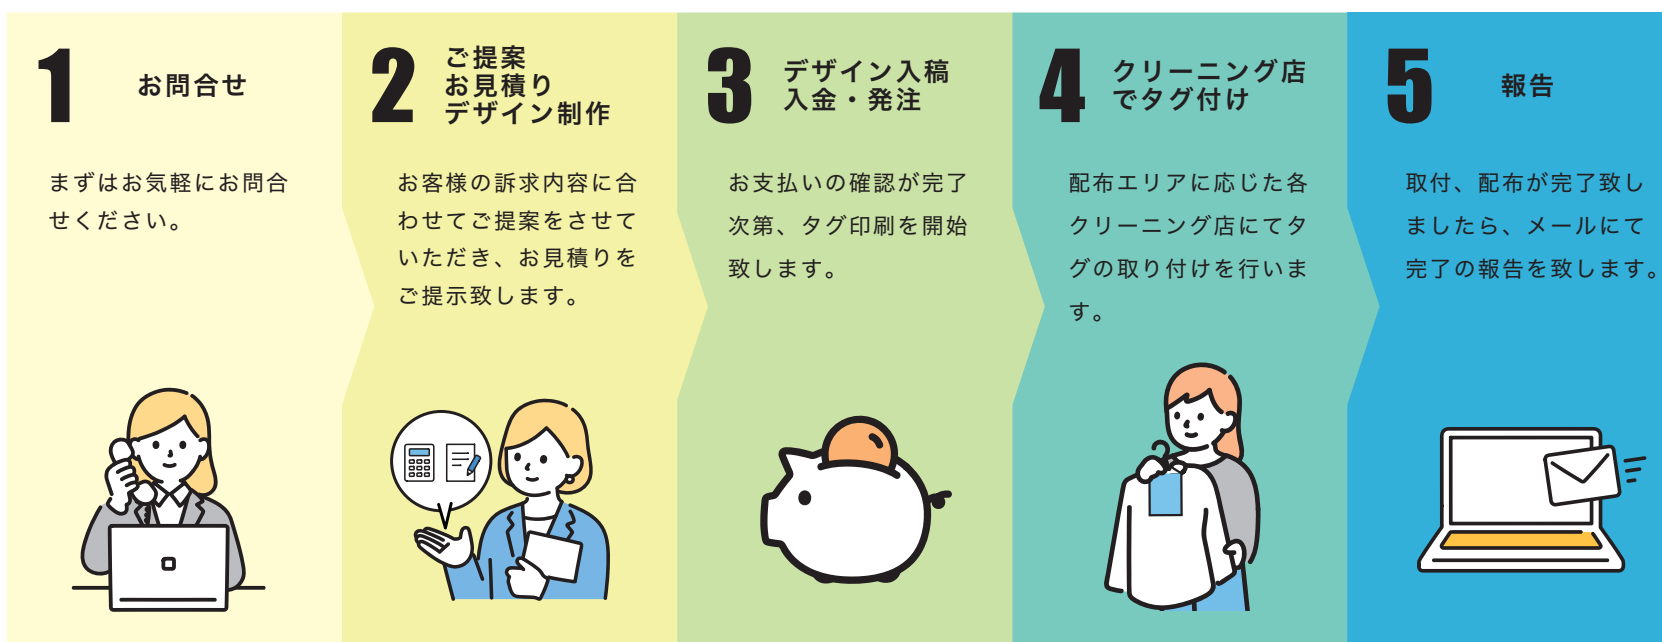 1
お問合せ
まずはお気軽にお問合
せください。
2
ご提案
お見積り
デザイン制作
お客様の訴求内容に合
わせてご提案をさせて
いただき、お見積りを
ご提示致します。
3
デザイン入稿
入金・発注
お支払いの確認が完了
次第、タグ印刷を開始
致します。
4
クリーニング店
でタグ付け
配布エリアに応じた各
クリーニング店にてタ
グの取り付けを行いま
す。
5
報告
取付、配布が完了致し
ましたら、メールにて
完了の報告を致します。